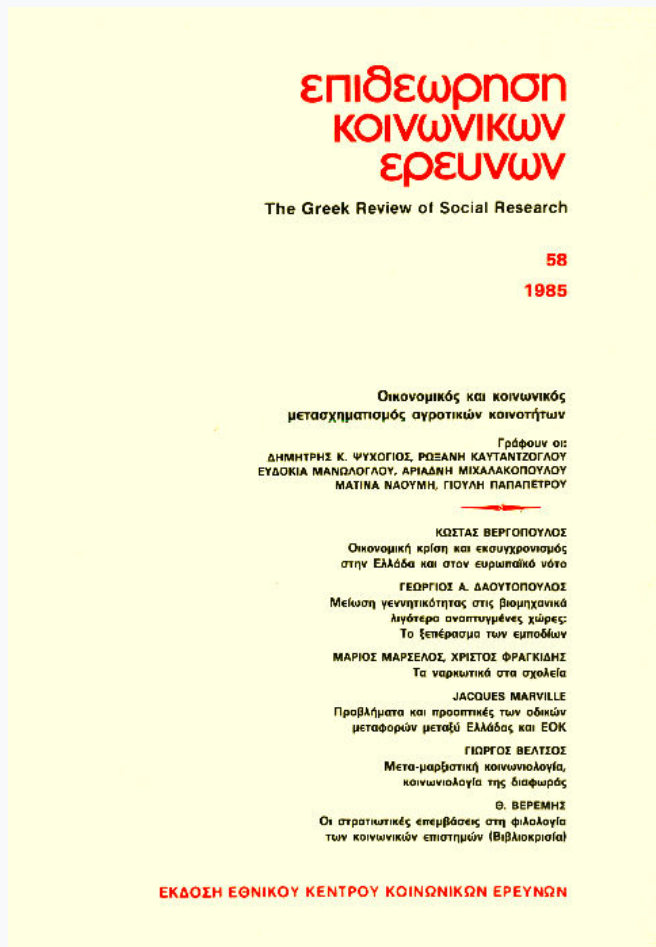 επιθεωρηση
κοινωνικων
ερευνων
The Greek Review of Social Research
58
1985
Οικονομικός και κοινωνικός
μετασχηματισμός αγροτικών κοινοτήτων
Γράφουν οι:
ΔΗΜΗΤΡΗΣ Κ. ΨΥΧΟΓΙΟΣ, ΡΩΞΑΝΗ ΚΑΥΤΑΝΤΖΟΓΛΟΥ
ΕΥΔΟΚΙΑ ΜΑΝΩΛΟΓΛΟΥ, ΑΡΙΑΔΝΗ ΜΙΧΑΛΑΚΟΠΟΥΛΟΥ
ΜΑΤΙΝΑ ΝΑΟΥΜΗ, ΓΙΟΥΛΗ ΠΑΠΑΠΕΤΡΟΥ
ΚΩΣΤΑΣ ΒΕΡΓΟΠΟΥΛΟΣ
Οικονομική κρίση και εκσυγχρονισμός
στην Ελλάδα και στον ευρωπαϊκό νότο
ΓΕΩΡΓΙΟΣ Α. ΔΑΟΥΤΟΠΟΥΛΟΣ
Μείωση γεννητικότητας στις βιομηχανικά
λιγότερο αναπτυγμένες χώρες:
Το ξεπέρασμα των εμποδίων
ΜΑΡΙΟΣ ΜΑΡΣΕΛΟΣ, ΧΡΙΣΤΟΣ ΦΡΑΓΚΙΔΗΣ
Τα ναρκωτικά στα σχολεία
JACQUES MARVILLE
Προβλήματα και προοπτικές των οδικών
μεταφορών μεταξύ Ελλάδας και ΕΟΚ
ΓΙΩΡΓΟΣ ΒΕΛΤΣΟΣ
Μετα-μαρξιστική κοινωνιολογία,
κοινωνιολογία της διαφωράς
Θ. ΒΕΡΕΜΗΣ
Οι στρατιωτικές επεμβάσεις στη φιλολογία
των κοινωνικών επιστημών (Βιβλιοκρισία)
ΕΚΔΟΣΗ ΕΘΝΙΚΟΥ ΚΕΝΤΡΟΥ ΚΟΙΝΩΝΙΚΩΝ ΕΡΕΥΝΩΝ